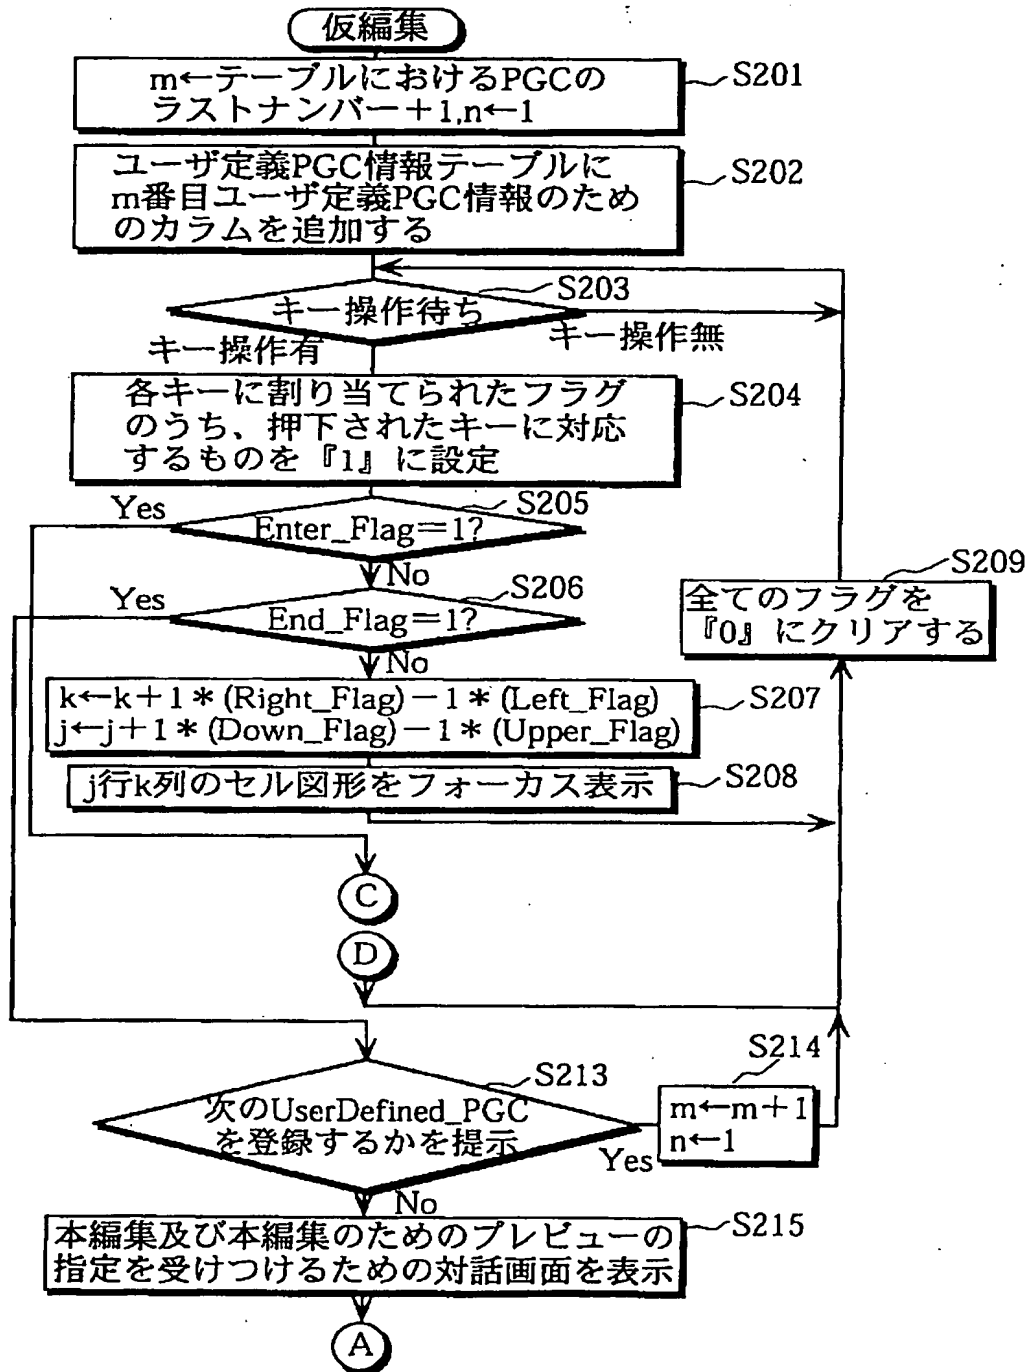 仮編集
m←テーブルにおけるPGCの
ラストナンバー＋1,n←1
S201
ユーザ定義PGC情報テーブルに
m番目ユーザ定義PGC情報のため
のカラムを追加する
S202
S203
キー操作待ち
キー操作有
キー操作無
各キーに割り当てられたフラグ
のうち、押下されたキーに対応
するものを『1』に設定
S204
S205
Yes
Enter_Flag＝1?
No
S206
Yes
End_Flag＝1?
No
S209
全てのフラグを
『0』にクリアする
k←k＋1＊(Right_Flag)－1＊(Left_Flag)
j←j＋1＊(Down_Flag)－1＊(Upper_Flag)
S207
j行k列のセル図形をフォーカス表示
S208
C
D
S213
次のUserDefined_PGC
を登録するかを提示
Yes
S214
m←m＋1
n←1
No
本編集及び本編集のためのプレビューの
指定を受けつけるための対話画面を表示
S215
A